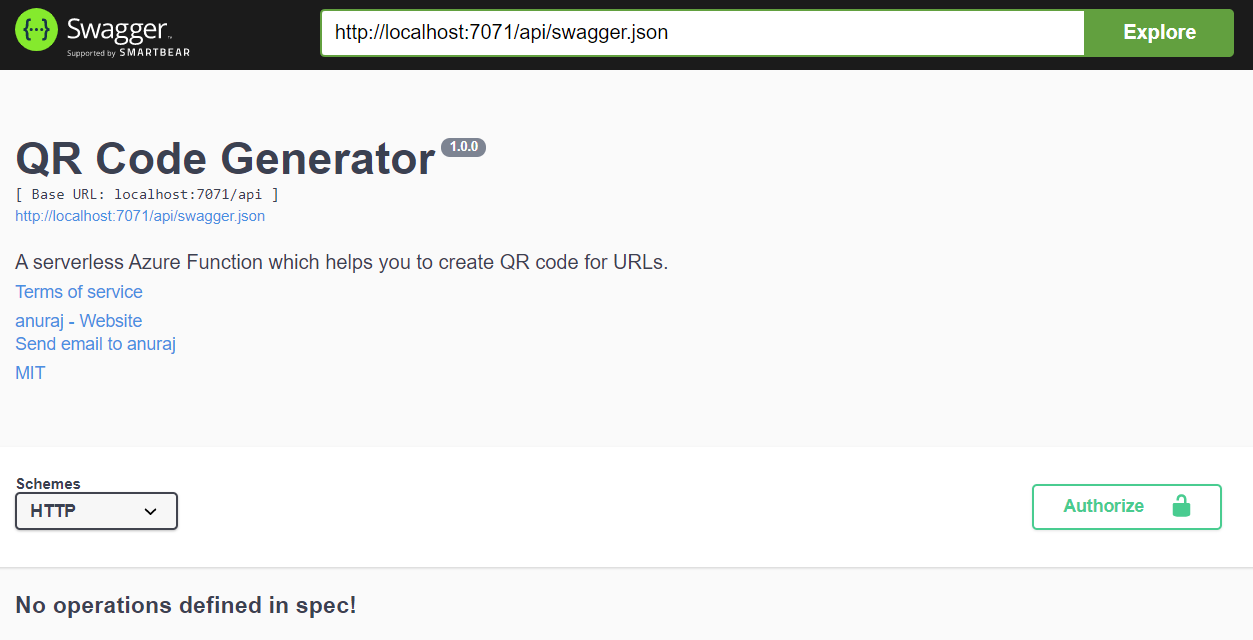 {...} Swagger™
Supported by SMARTBEAR
http://localhost:7071/api/swagger.json
Explore
QR Code Generator 1.0.0
[ Base URL: localhost:7071/api ]
http://localhost:7071/api/swagger.json
A serverless Azure Function which helps you to create QR code for URLs.
Terms of service
anuraj - Website
Send email to anuraj
MIT
Schemes
HTTP
Authorize
No operations defined in spec!